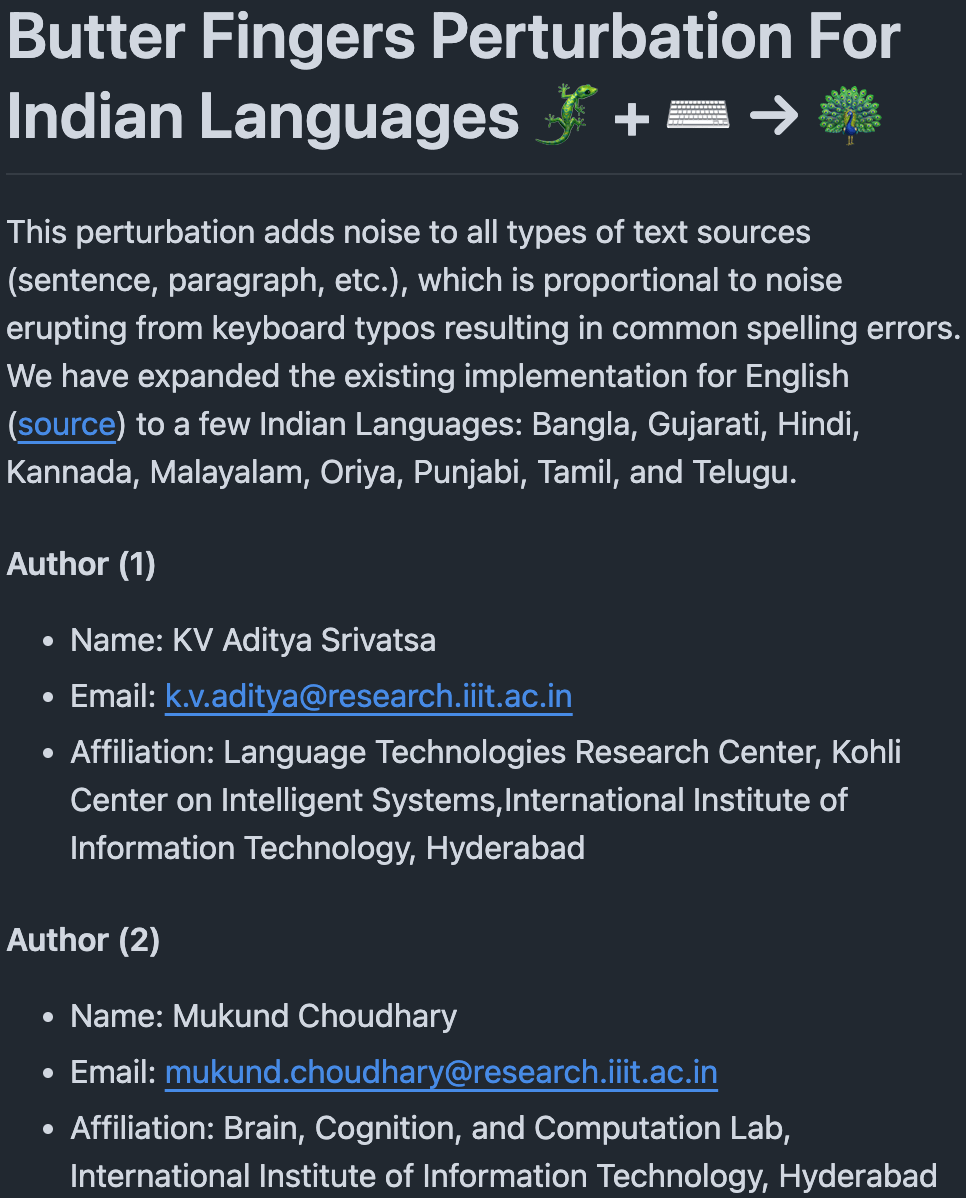 Butter Fingers Perturbation For
Indian Languages 🦎 + ⌨️ → 🦚
This perturbation adds noise to all types of text sources
(sentence, paragraph, etc.), which is proportional to noise
erupting from keyboard typos resulting in common spelling errors.
We have expanded the existing implementation for English
(source) to a few Indian Languages: Bangla, Gujarati, Hindi,
Kannada, Malayalam, Oriya, Punjabi, Tamil, and Telugu.
Author (1)
• Name: KV Aditya Srivatsa
• Email: k.v.aditya@research.iiit.ac.in
• Affiliation: Language Technologies Research Center, Kohli
Center on Intelligent Systems,International Institute of
Information Technology, Hyderabad
Author (2)
• Name: Mukund Choudhary
• Email: mukund.choudhary@research.iiit.ac.in
• Affiliation: Brain, Cognition, and Computation Lab,
International Institute of Information Technology, Hyderabad